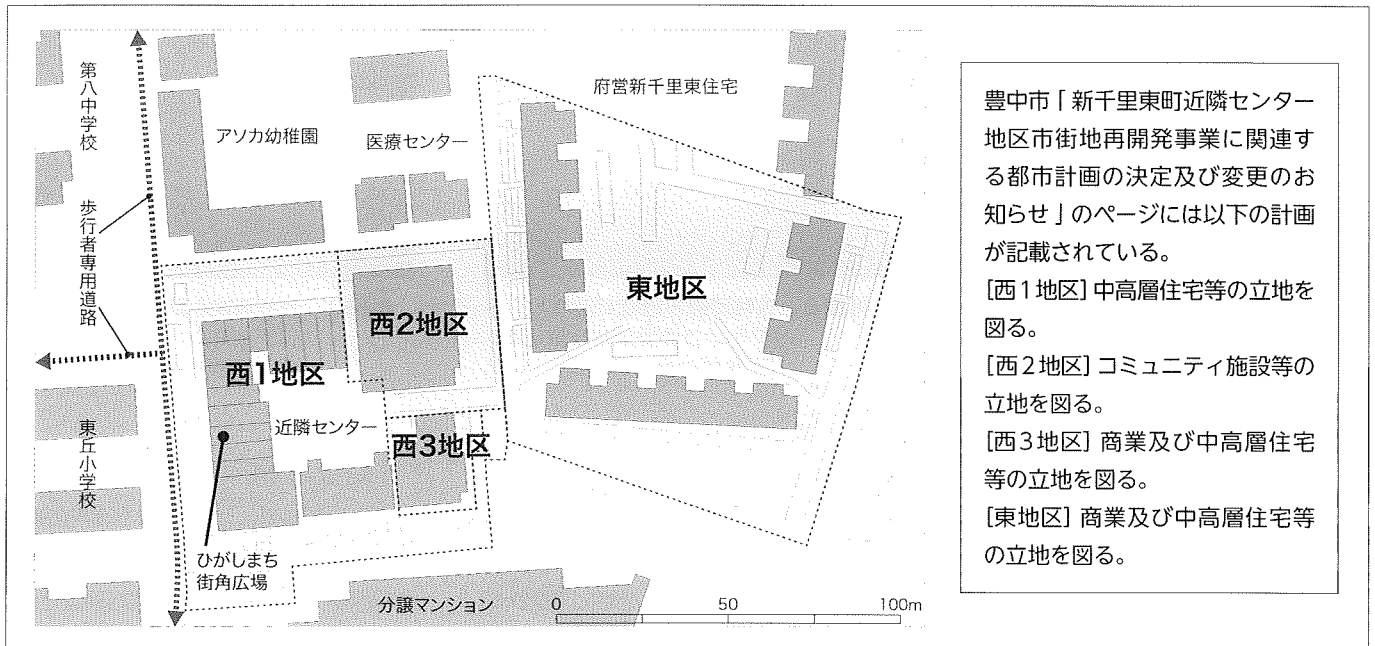 第八中学校
アソカ幼稚園
医療センター
府営新千里東住宅
歩行者専用道路
東地区
西2地区
西1地区
近隣センター
西3地区
東丘小学校
ひがしまち
街角広場
分譲マンション
0 50 100m
豊中市「新千里東町近隣センター
地区市街地再開発事業に関連す
る都市計画の決定及び変更のお
知らせ」のページには以下の計画
が記載されている。
[西1地区]中高層住宅等の立地を
図る。
[西2地区]コミュニティ施設等の
立地を図る。
[西3地区]商業及び中高層住宅
等の立地を図る。
[東地区]商業及び中高層住宅等
の立地を図る。